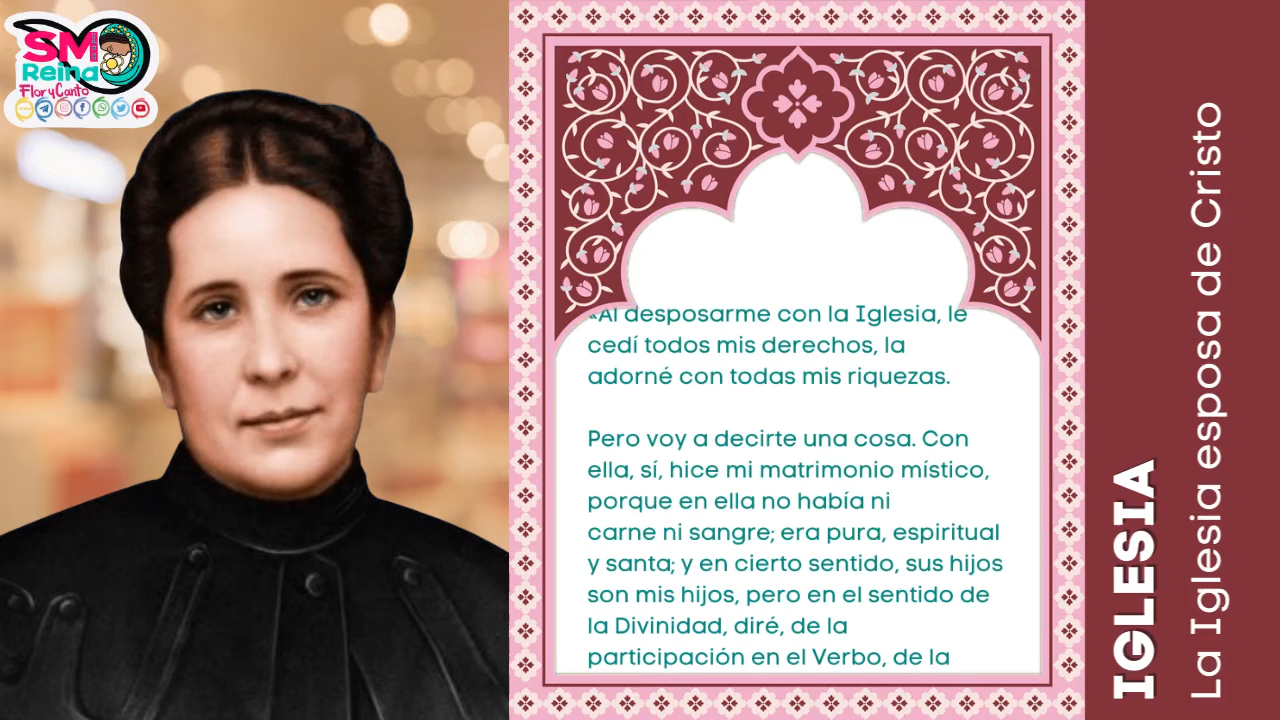 SM
Reina
Flor y Canto
«Al desposarme con la Iglesia, le
cedí todos mis derechos, la
adorné con todas mis riquezas.
Pero voy a decirte una cosa. Con
ella, sí, hice mi matrimonio místico,
porque en ella no había ni
carne ni sangre; era pura, espiritual
y santa; y en cierto sentido, sus hijos
son mis hijos, pero en el sentido de
la Divinidad, diré, de la
participación en el Verbo, de la
IGLESIA
La Iglesia esposa de Cristo